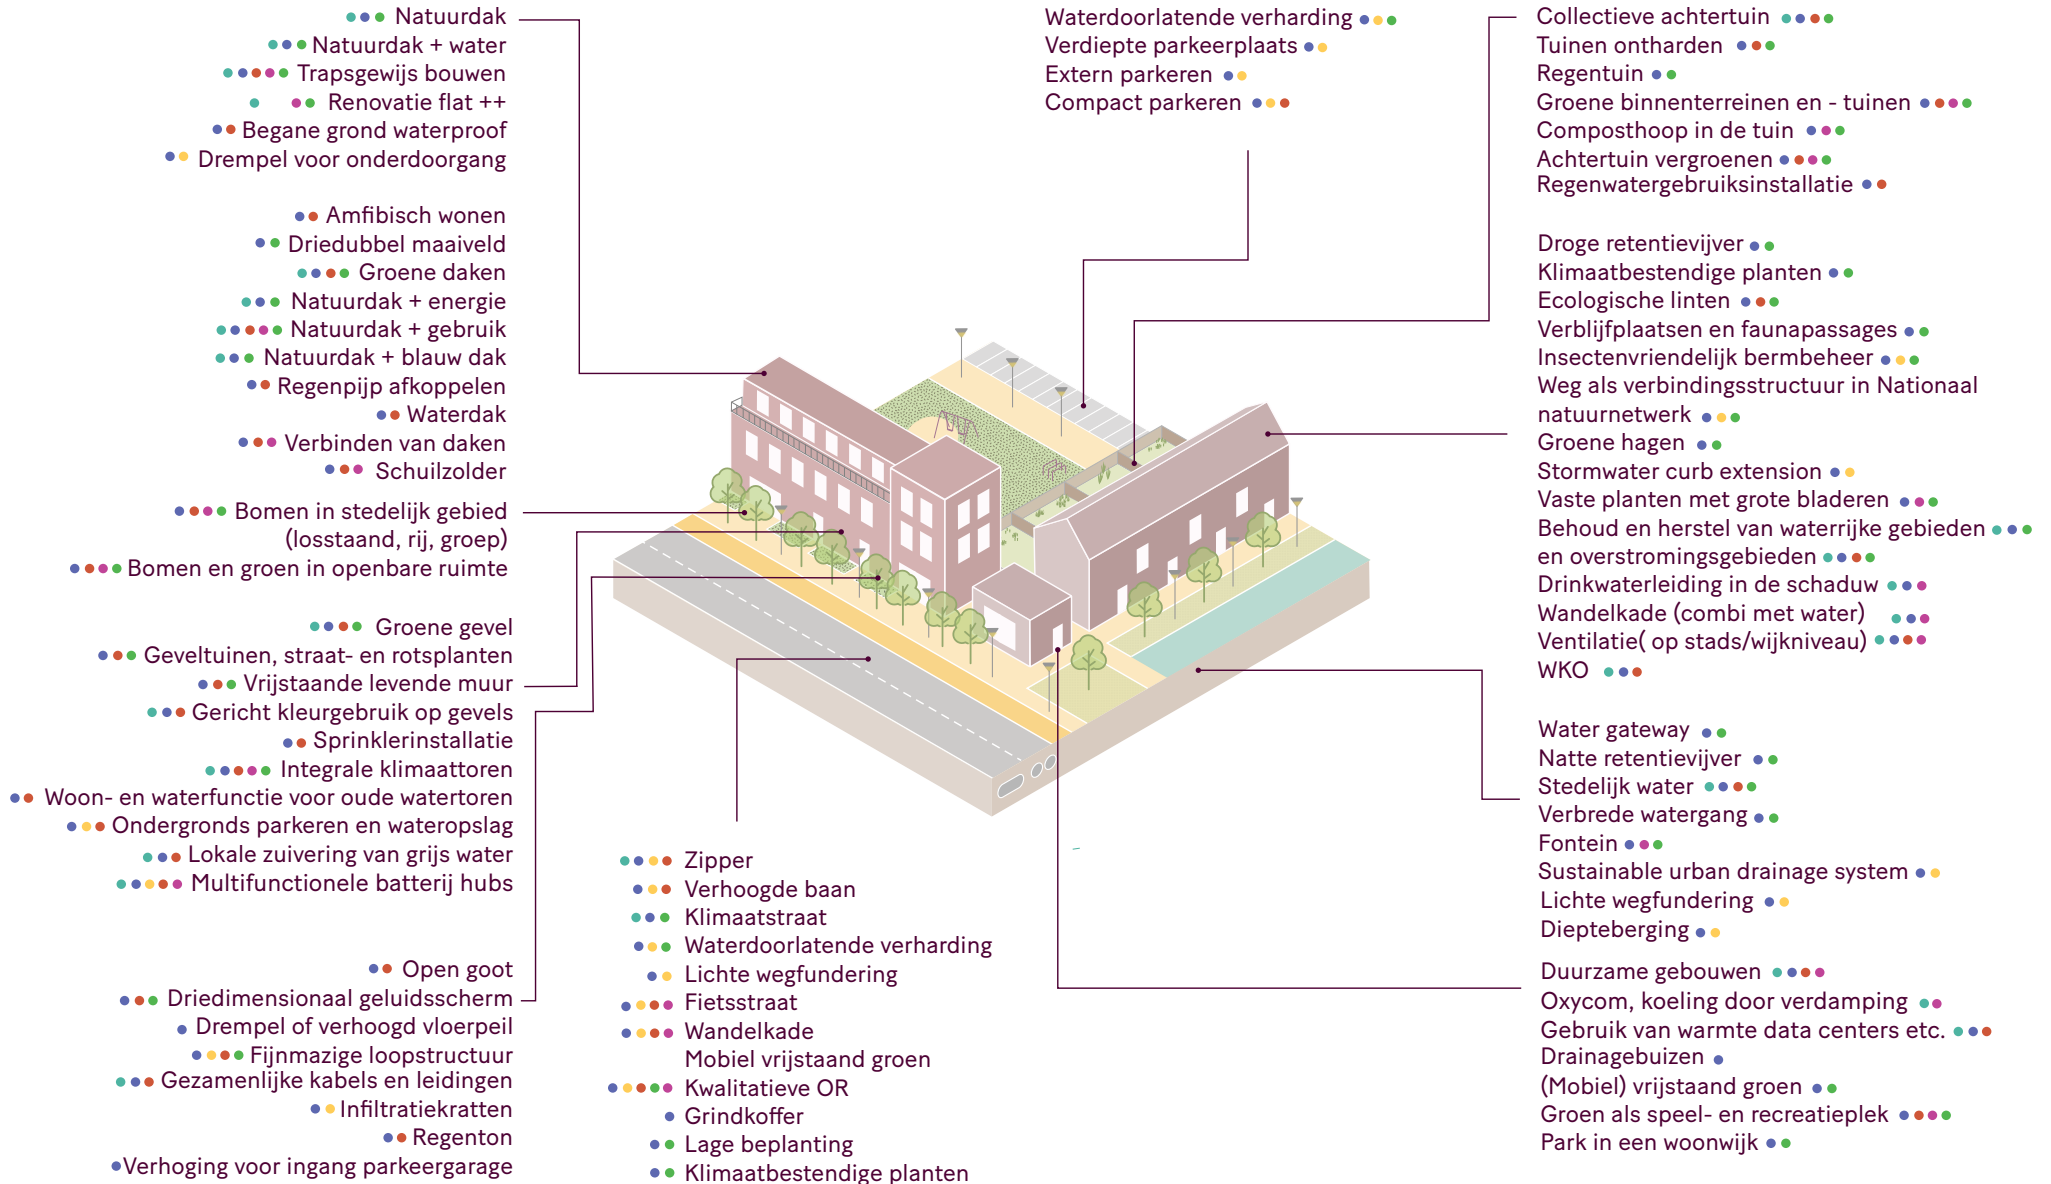 Natuurdak
Natuurdak + water
Trapsgewijs bouwen
Renovatie flat ++
Begane grond waterproof
Drempel voor onderdoorgang
Amfibisch wonen
Driedubbel maaiveld
Groene daken
Natuurdak + energie
Natuurdak + gebruik
Natuurdak + blauw dak
Regenpijp afkoppelen
Waterdak
Verbinden van daken
Schuilzolder
Bomen in stedelijk gebied
(losstaand, rij, groep)
Bomen en groen in openbare ruimte
Groene gevel
Geveltuinen, straat- en rotsplanten
Vrijstaande levende muur
Gericht kleurgebruik op gevels
Sprinklerinstallatie
Integrale klimaattoren
Woon- en waterfunctie voor oude watertoren
Ondergronds parkeren en wateropslag
Lokale zuivering van grijs water
Multifunctionele batterij hubs
Open goot
Driedimensionaal geluidsscherm
Drempel of verhoogd vloerpeil
Fijnmazige loopstructuur
Gezamenlijke kabels en leidingen
Infiltratiekratten
Regenton
Verhoging voor ingang parkeergarage
Zipper
Verhoogde baan
Klimaatstraat
Waterdoorlatende verharding
Lichte wegfundering
Fietsstraat
Wandelkade
Mobiel vrijstaand groen
Kwalitatieve OR
Grindkoffer
Lage beplanting
Klimaatbestendige planten
Waterdoorlatende verharding
Verdiepte parkeerplaats
Extern parkeren
Compact parkeren
Collectieve achtertuin
Tuinen ontharden
Regentuin
Groene binnenterreinen en - tuinen
Composthoop in de tuin
Achtertuin vergroenen
Regenwatergebruiksinstallatie
Droge retentievijver
Klimaatbestendige planten
Ecologische linten
Verblijfplaatsen en faunapassages
Insectenvriendelijk bermbeheer
Weg als verbindingsstructuur in Nationaal
natuurnetwerk
Groene hagen
Stormwater curb extension
Vaste planten met grote bladeren
Behoud en herstel van waterrijke gebieden
en overstromingsgebieden
Drinkwaterleiding in de schaduw
Wandelkade (combi met water)
Ventilatie( op stads/wijkniveau)
WKO
Water gateway
Natte retentievijver
Stedelijk water
Verbrede watergang
Fontein
Sustainable urban drainage system
Lichte wegfundering
Diepteberging
Duurzame gebouwen
Oxycom, koeling door verdamping
Gebruik van warmte data centers etc.
Drainagebuizen
(Mobiel) vrijstaand groen
Groen als speel- en recreatieplek
Park in een woonwijk